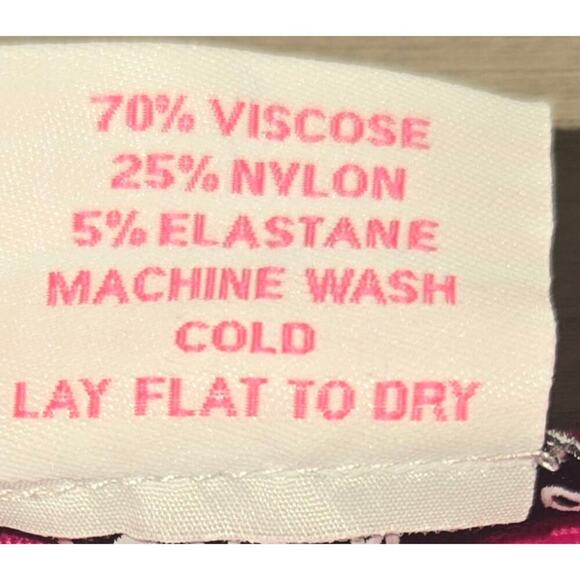 70% VISCOSE
25% NYLON
5% ELASTANE
MACHINE WASH
COLD
LAY FLAT TO DRY